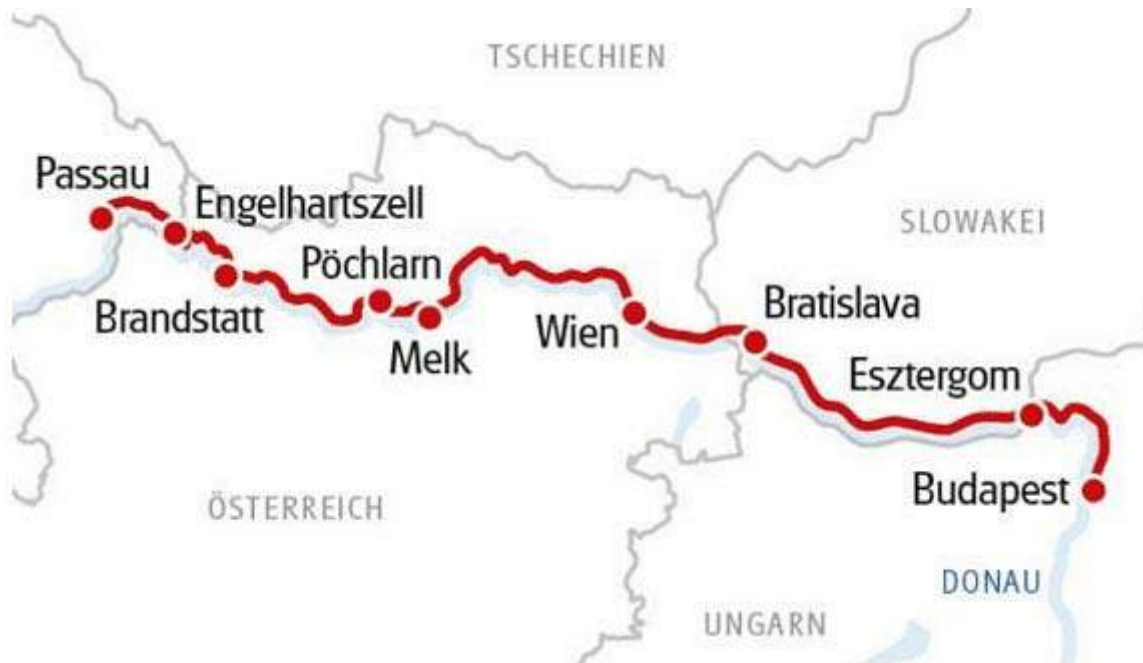 TSCHECHIEN
Passau
Engelhartszell
SLOWAKEI
Pöchlarn
Brandstatt
Bratislava
Wien
Melk
Esztergom
Budapest
ÖSTERREICH
DONAU
UNGARN